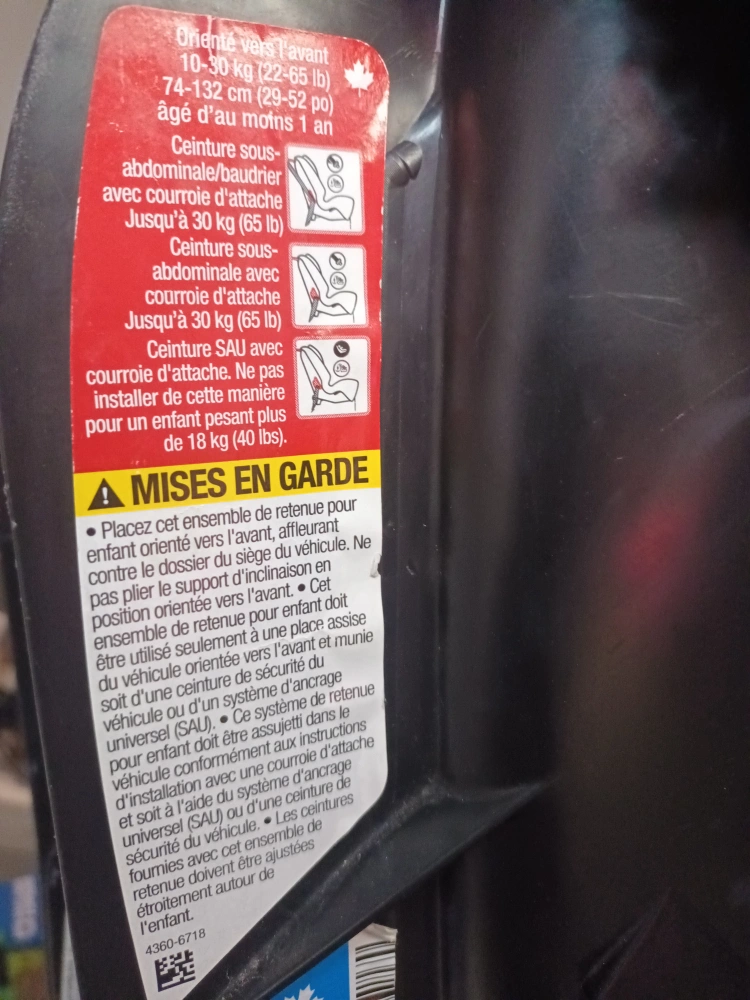 Orienté vers l'avant
10-30 kg (22-65 lb)
74-132 cm (29-52 po)
âgé d'au moins 1 an
Ceinture sous-
abdominale/baudrier
avec courroie d'attache
Jusqu'à 30 kg (65 lb)
Ceinture sous-
abdominale avec
courroie d'attache
Jusqu'à 30 kg (65 lb)
Ceinture SAU avec
courroie d'attache. Ne pas
installer de cette manière
pour un enfant pesant plus
de 18 kg (40 lbs).
MISES EN GARDE
• Placez cet ensemble de retenue pour
enfant orienté vers l'avant, affleurant
contre le dossier du siège du véhicule. Ne
pas plier le support d'inclinaison en
position orientée vers l'avant. • Cet
ensemble de retenue pour enfant doit
être utilisé seulement à une place assise
du véhicule orientée vers l'avant et munie
soit d'une ceinture de sécurité du
véhicule ou d'un système d'ancrage
universel (SAU). • Ce système de retenue
pour enfant doit être assujetti dans le
véhicule conformément aux instructions
d'installation avec une courroie d'attache
et soit à l'aide du système d'ancrage
universel (SAU) ou d'une ceinture de
sécurité du véhicule. • Les ceintures
fournies avec cet ensemble de
retenue doivent être ajustées
étroitement autour de
l'enfant.
4360-6718